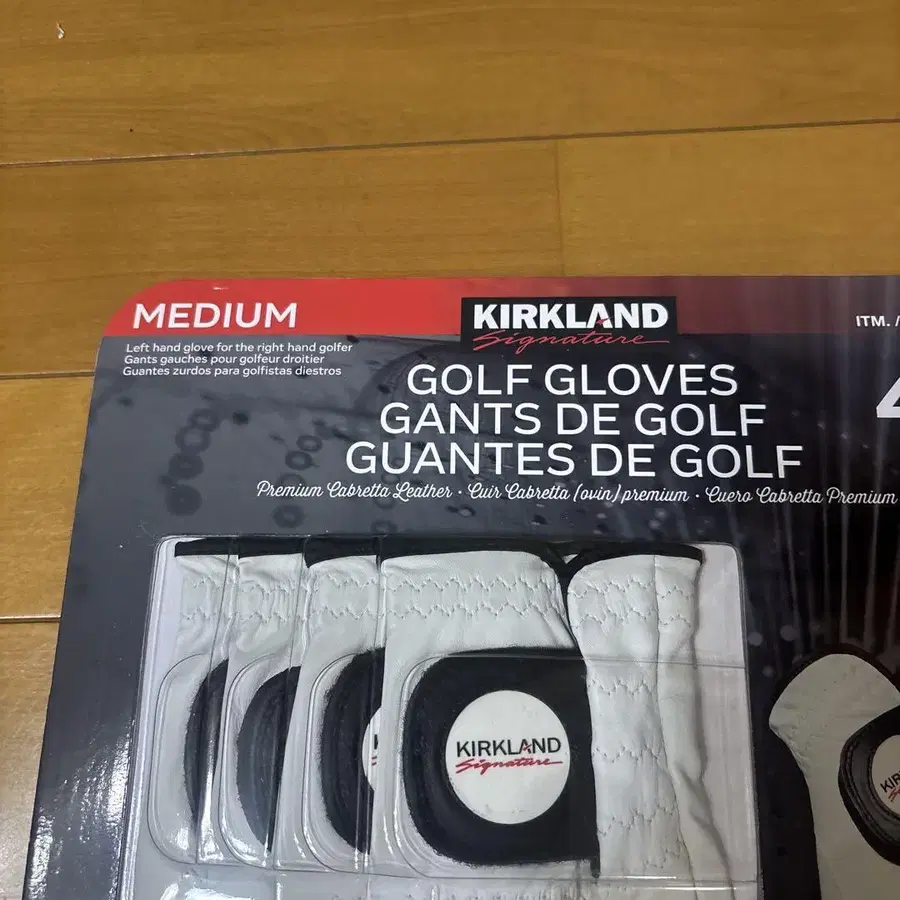 MEDIUM
Left hand glove for the right hand golfer
Gants gauches pour golfeur droitier
Guantes zurdos para golfistas diestros
KIRKLAND
Signature
ITM. /
GOLF GLOVES
GANTS DE GOLF
GUANTES DE GOLF
Premium Cabretta Leather · Cuir Cabretta (ovin) premium · Cuero Cabretta Premium
KIRKLAND
Signature